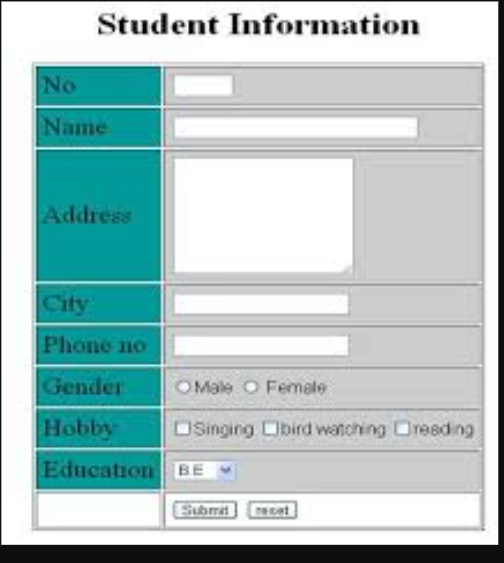 Student Information
No
Name
Address
City
Phone no
Gender Male Female
Hobby Singing bird watching reading
Education B.E
Submit reset